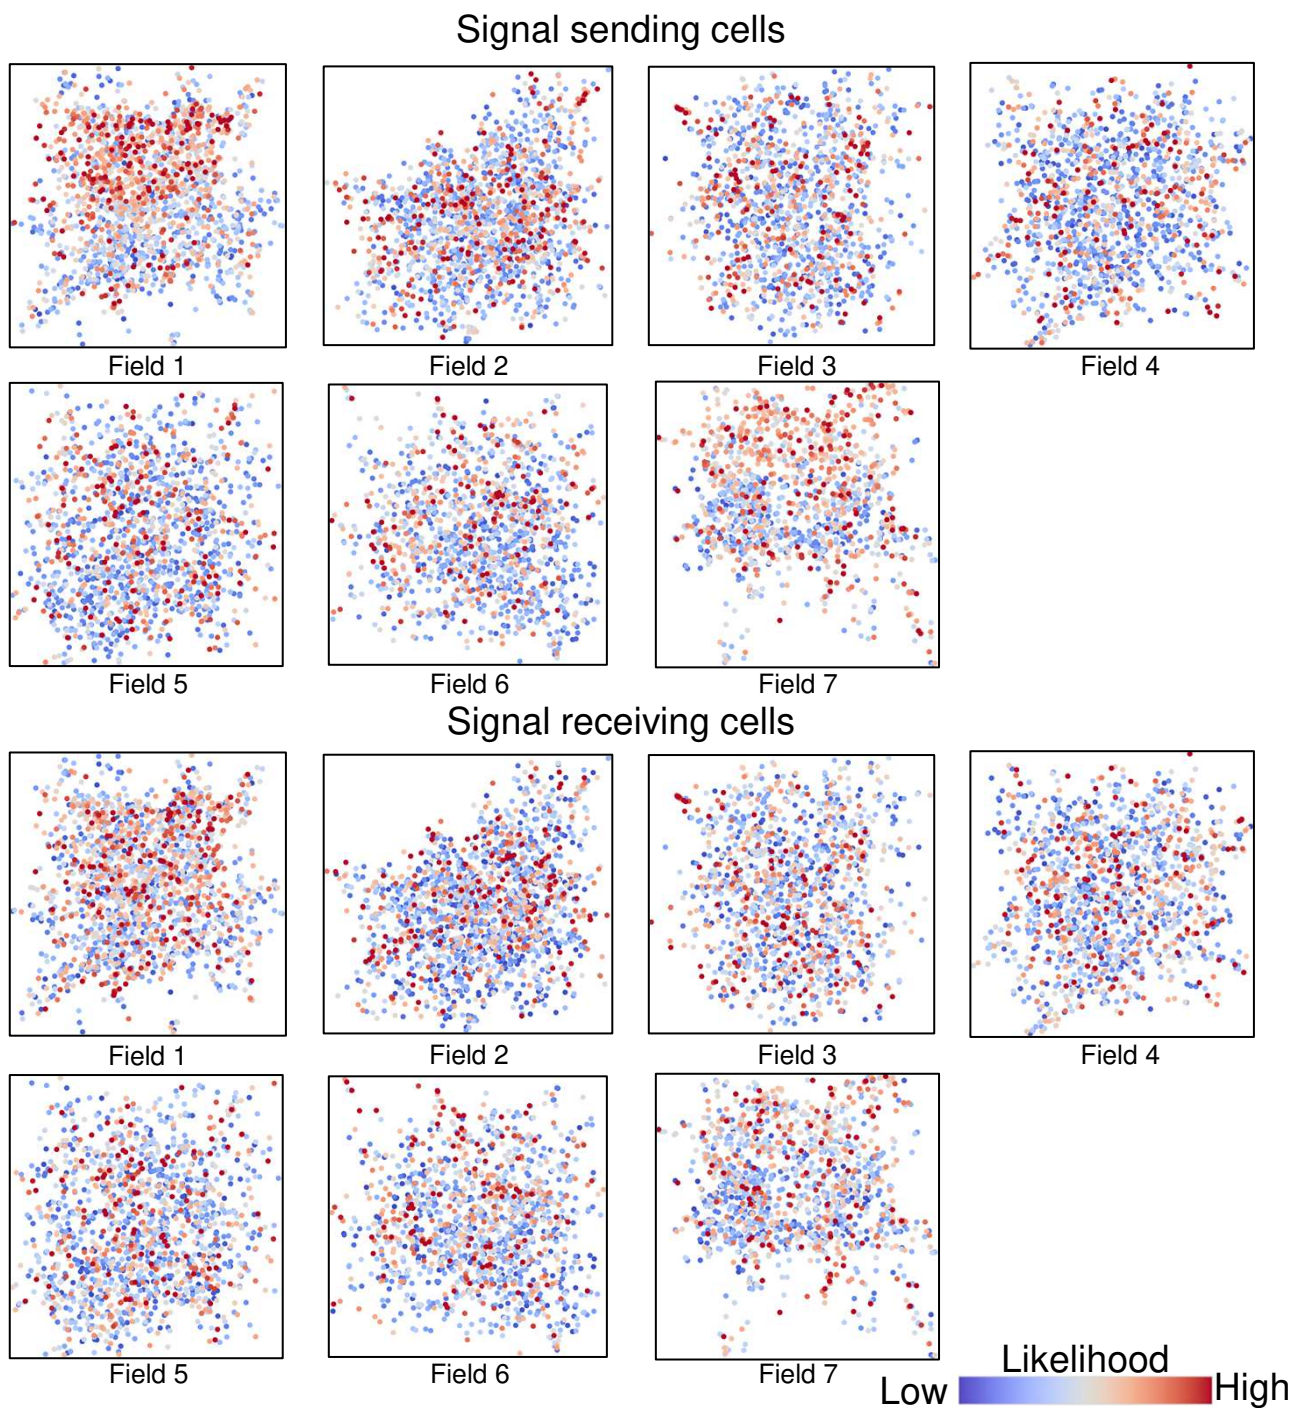 Signal sending cells
Field 1
Field 2
Field 3
Field 4
Field 5
Field 6
Field 7
Signal receiving cells
Field 1
Field 2
Field 3
Field 4
Field 5
Field 6
Field 7
Likelihood
Low High